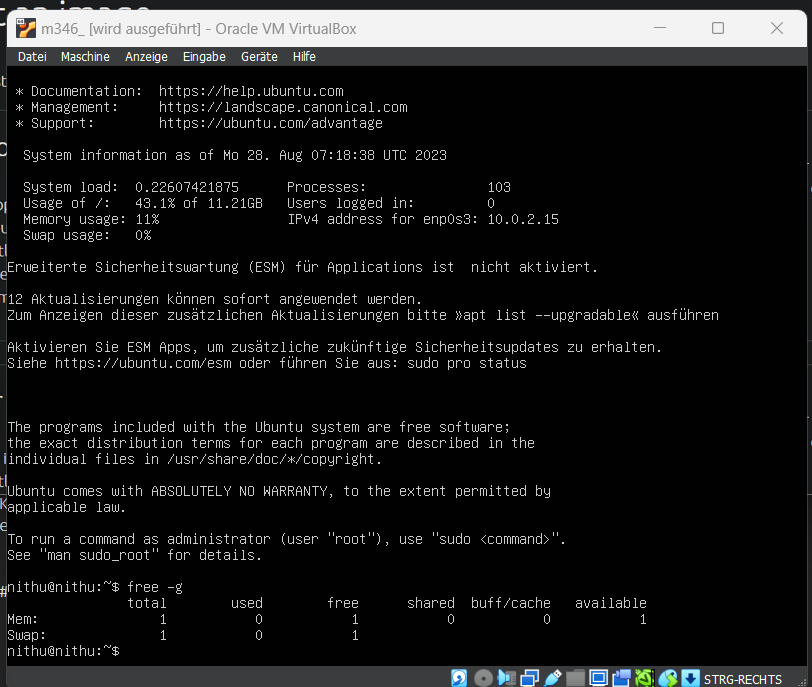 m346_ [wird ausgeführt] - Oracle VM VirtualBox
Datei Maschine Anzeige Eingabe Geräte Hilfe
* Documentation: https://help.ubuntu.com
* Management: https://landscape.canonical.com
* Support: https://ubuntu.com/advantage
System information as of Mo 28. Aug 07:18:38 UTC 2023
System load: 0.22607421875 Processes: 103
Usage of /: 43.1% of 11.21GB Users logged in: 0
Memory usage: 11% IPv4 address for enp0s3: 10.0.2.15
Swap usage: 0%
Erweiterte Sicherheitswartung (ESM) für Applications ist nicht aktiviert.
12 Aktualisierungen können sofort angewendet werden.
Zum Anzeigen dieser zusätzlichen Aktualisierungen bitte »apt list --upgradable« ausführen
Aktivieren Sie ESM Apps, um zusätzliche zukünftige Sicherheitsupdates zu erhalten.
Siehe https://ubuntu.com/esm oder führen Sie aus: sudo pro status
The programs included with the Ubuntu system are free software;
the exact distribution terms for each program are described in the
individual files in /usr/share/doc/*/copyright.
Ubuntu comes with ABSOLUTELY NO WARRANTY, to the extent permitted by
applicable law.
To run a command as administrator (user "root"), use "sudo <command>".
See "man sudo_root" for details.
nithu@nithu:~$ free -g
total used free shared buff/cache available
Mem: 1 0 1 0 0 1
Swap: 1 0 1
nithu@nithu:~$
STRG-RECHTS